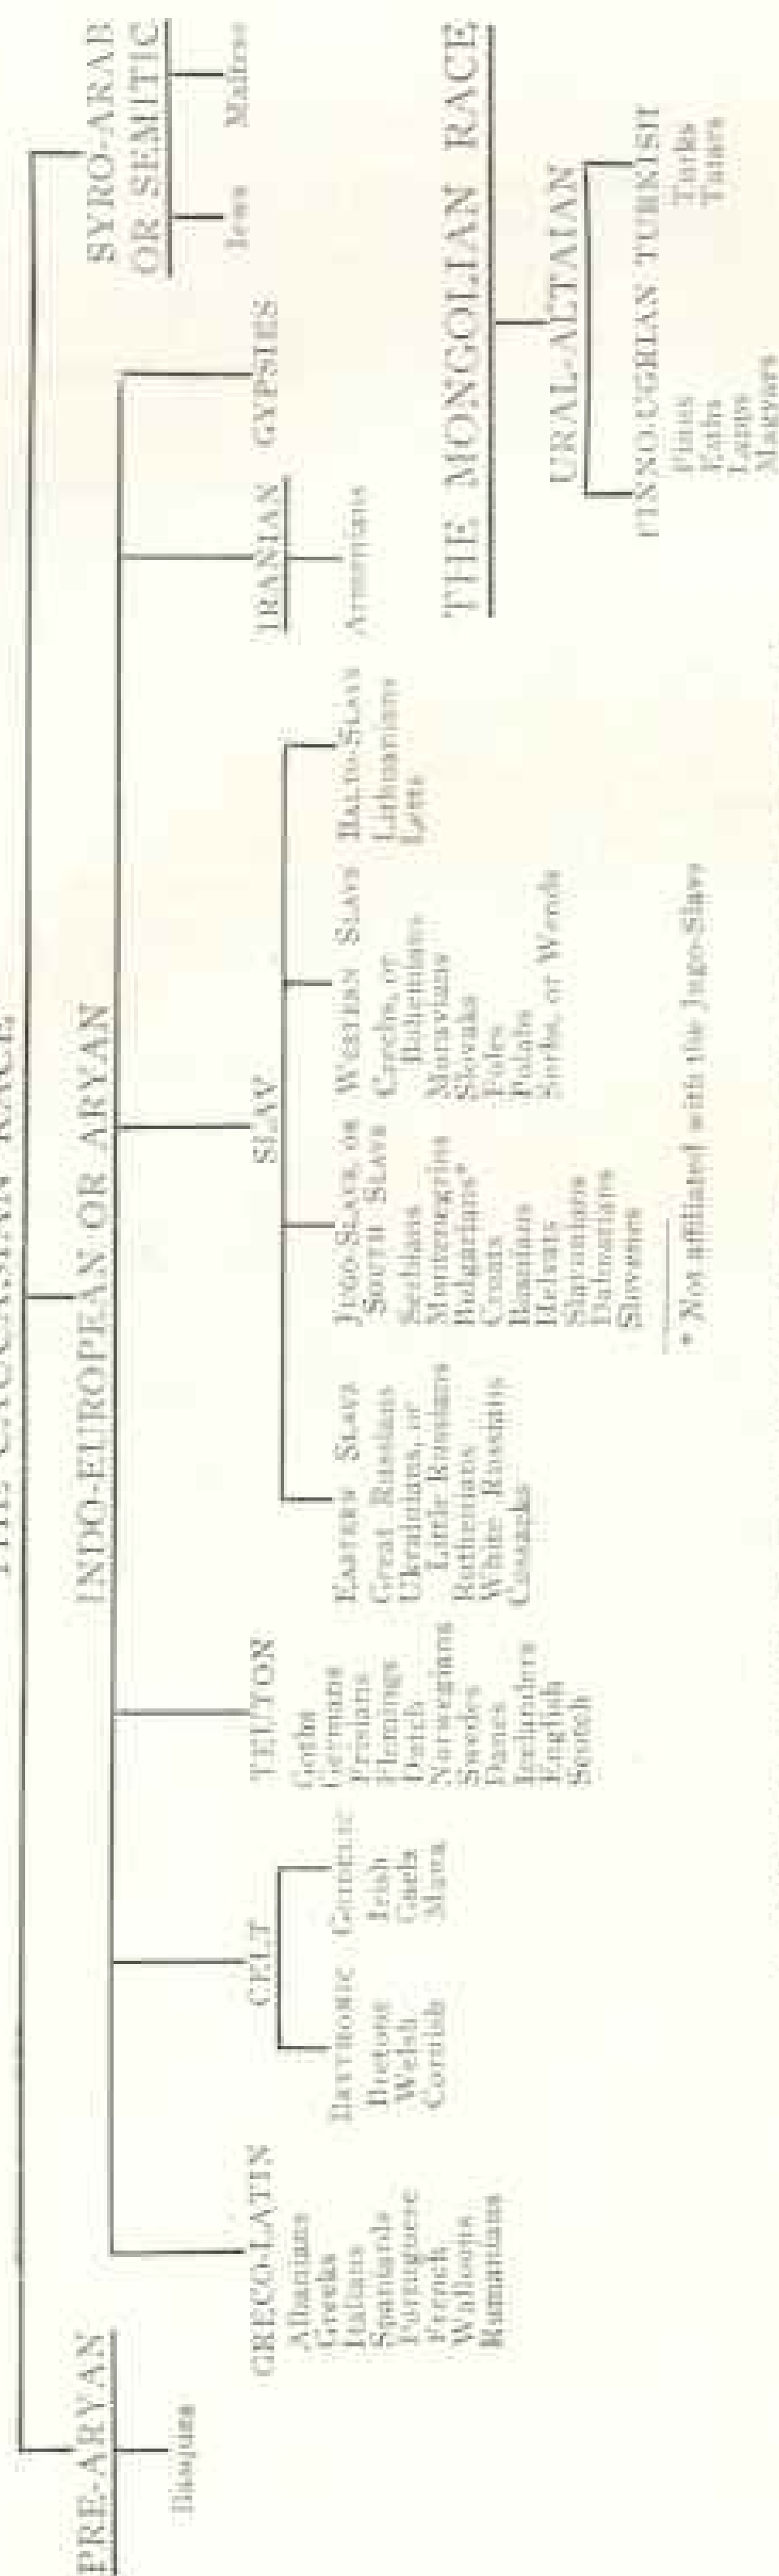 THE CAUCASIAN RACE
PRE-ARYAN
INDO-EUROPEAN OR ARYAN
SYRO-ARAB
OR SEMITIC
Basques
Jews
Maltese
GRECO-LATIN
Albanians
Greeks
Italians
Spaniards
Portuguese
French
Walloons
Rumanians
CELT
BRYTHONIC
Bretons
Welsh
Cornish
GOIDELIC
Irish
Gaels
Manx
TEUTON
Goths
Germans
Frisians
Flemings
Dutch
Norwegians
Swedes
Danes
Icelanders
English
Scotch
SLAV
EASTERN SLAVS
Great Russians
Ukrainians, or
Little Russians
Ruthenians
White Russians
Cossacks
JUGO-SLAVS, OR
SOUTH SLAVS
Serbians
Montenegrins
Bulgarians*
Croats
Bosnians
Slavonians
Dalmatians
Slovenes
WESTERN SLAVS
Czechs, or
Bohemians
Moravians
Slovaks
Poles
Polabs
Sorbs, or Wends
BALTO-SLAVS
Lithuanians
Letts
IRANIAN
Armenians
GYPSIES
* Not affiliated with the Jugo-Slavs
THE MONGOLIAN RACE
URAL-ALTAIAN
FINNO-UGRIAN
Finns
Esths
Lapps
Magyars
TURKISH
Turks
Tatars